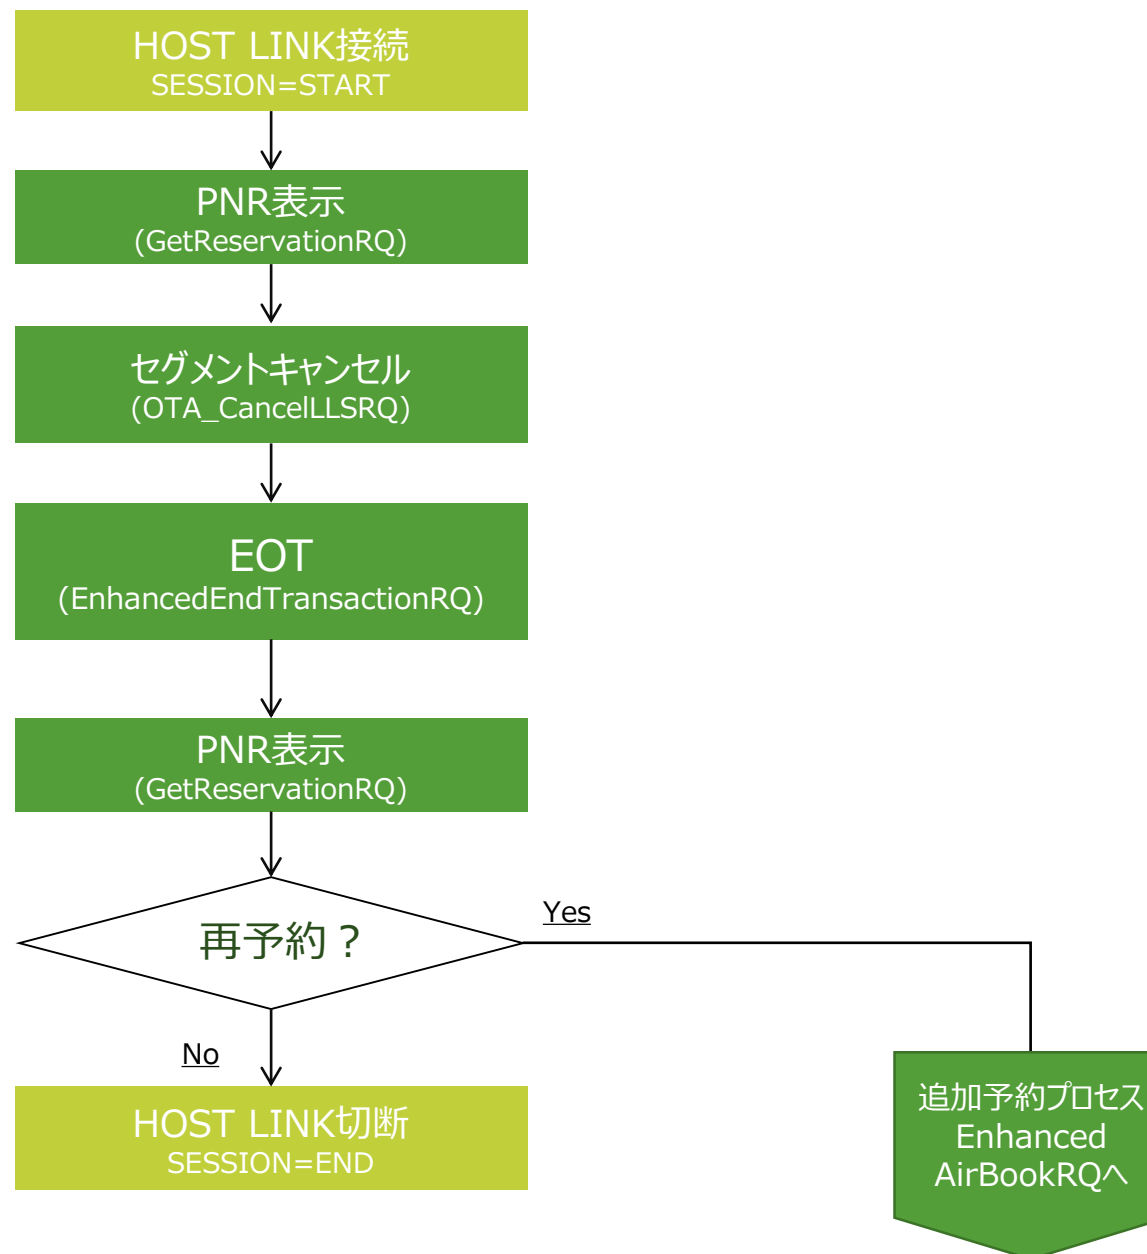 HOST LINK接続
SESSION=START
PNR表示
(GetReservationRQ)
セグメントキャンセル
(OTA_CancelLLSRQ)
EOT
(EnhancedEndTransactionRQ)
PNR表示
(GetReservationRQ)
再予約？
Yes
No
HOST LINK切断
SESSION=END
追加予約プロセス
Enhanced
AirBookRQへ